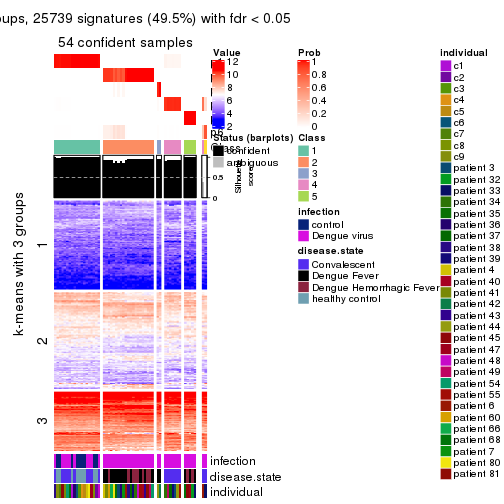 oups, 25739 signatures (49.5%) with fdr < 0.05
54 confident samples
Value
12
10
8
6
4
2
Prob
1
0.8
0.6
0.4
0.2
0
Status (barplots)
confident
ambiguous
Class
1
2
3
4
5
infection
control
Dengue virus
disease.state
Convalescent
Dengue Fever
Dengue Hemorrhagic Fever
healthy control
individual
c1
c2
c3
c4
c5
c6
c7
c8
c9
patient 3
patient 32
patient 33
patient 34
patient 35
patient 36
patient 37
patient 38
patient 39
patient 4
patient 40
patient 41
patient 42
patient 43
patient 44
patient 45
patient 47
patient 48
patient 49
patient 54
patient 55
patient 6
patient 60
patient 66
patient 68
patient 7
patient 80
patient 81
p6
1
0.5
0
Silhouette
score
k-means with 3 groups
1
2
3
infection
disease.state
individual